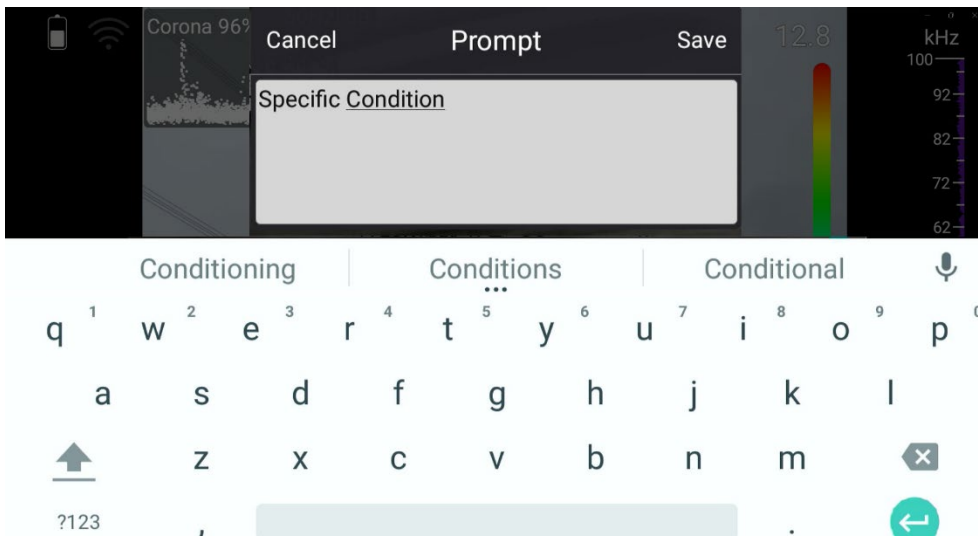 Corona 96%
Cancel
Prompt
Save
12.8
kHz
100
92
82
72
62
Specific Condition
Conditioning
Conditions
Conditional
q 1 w 2 e 3 r 4 t 5 y 6 u 7 i 8 o 9 p 0
a s d f g h j k l
z x c v b n m
?123 , .